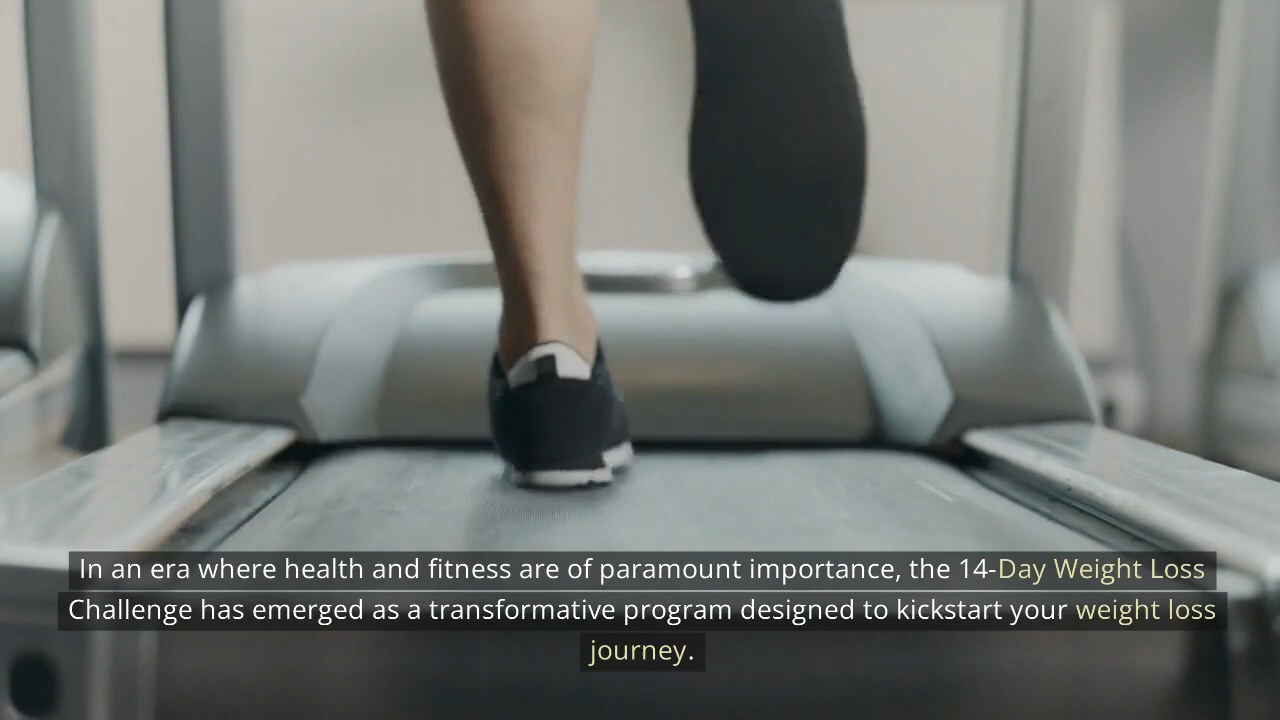 In an era where health and fitness are of paramount importance, the 14-Day Weight Loss
Challenge has emerged as a transformative program designed to kickstart your weight loss
journey.